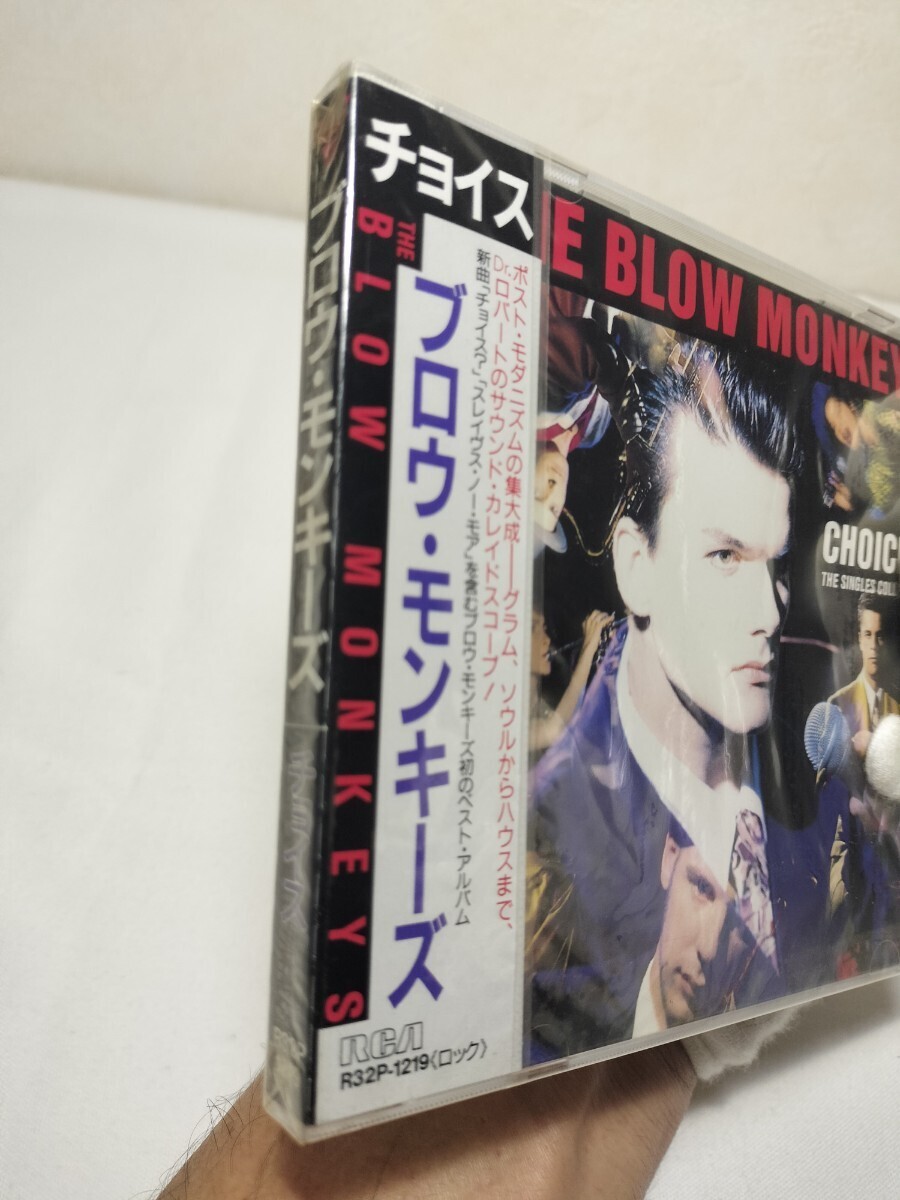 チョイス
THE BLOW MONKEYS
ブロウ・モンキーズ
ポスト・モダニズムの集大成——グラム、ソウルからハウスまで、
Dr.ロバートのサウンド・カレイドスコープ!
新曲「チョイス?」「スレイヴス・ノー・モア」を含むブロウ・モンキーズ初のベスト・アルバム
RCA
R32P-1219〈ロック〉
ブロウ・モンキーズ
チョイス
E BLOW MONKEY
CHOIC
THE SINGLES COLL